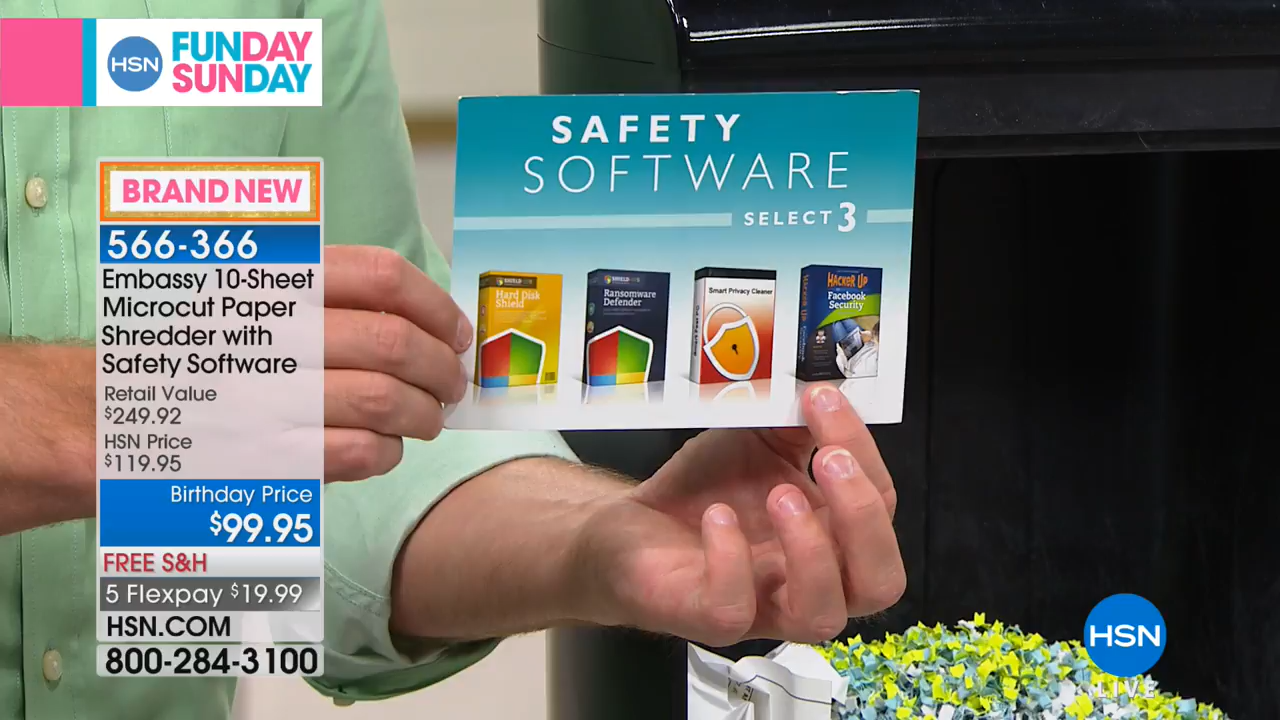 HSN
FUNDAY
SUNDAY
BRAND NEW
566-366
Embassy 10-Sheet
Microcut Paper
Shredder with
Safety Software
Retail Value
$249.92
HSN Price
$119.95
Birthday Price
$99.95
FREE S&H
5 Flexpay $19.99
HSN.COM
800-284-3100
SAFETY
SOFTWARE
SELECT 3
Hard Disk
Shield
Ransomware
Defender
Smart Privacy Cleaner
HACKER UP
Facebook
Security
HSN
LIVE